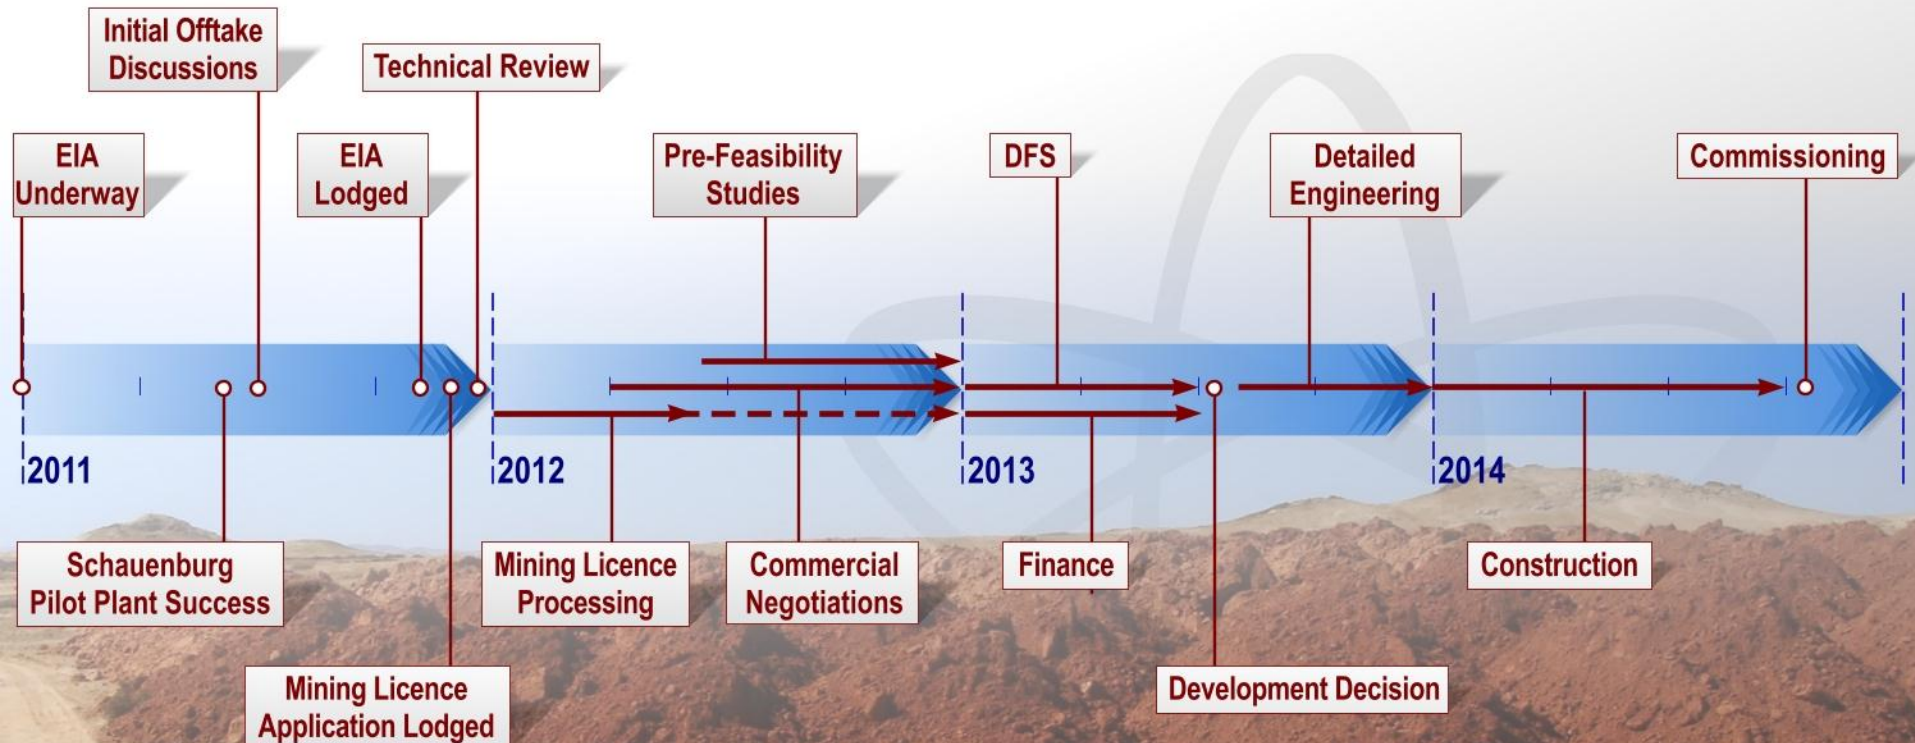 Initial Offtake
Discussions
Technical Review
EIA
Underway
EIA
Lodged
Pre-Feasibility
Studies
DFS
Detailed
Engineering
Commissioning
2011
2012
2013
2014
Schauenburg
Pilot Plant Success
Mining Licence
Processing
Commercial
Negotiations
Finance
Construction
Mining Licence
Application Lodged
Development Decision